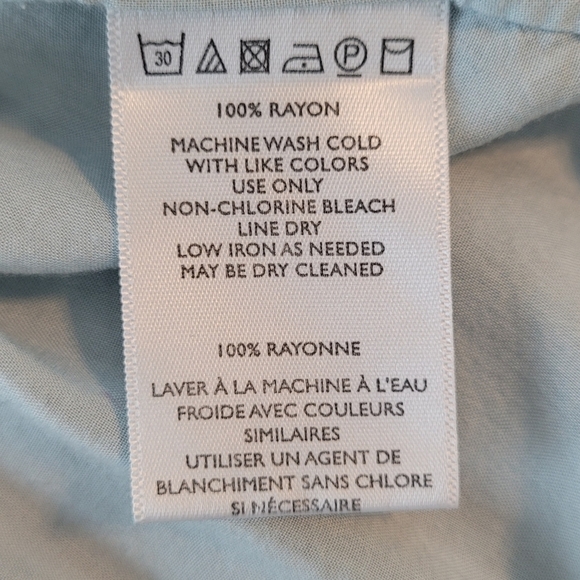 30 P
100% RAYON
MACHINE WASH COLD
WITH LIKE COLORS
USE ONLY
NON-CHLORINE BLEACH
LINE DRY
LOW IRON AS NEEDED
MAY BE DRY CLEANED
100% RAYONNE
LAVER À LA MACHINE À L'EAU
FROIDE AVEC COULEURS
SIMILAIRES
UTILISER UN AGENT DE
BLANCHIMENT SANS CHLORE
SI NÉCESSAIRE